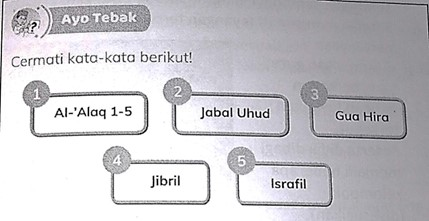 Ayo Tebak
Cermati kata-kata berikut!
1
Al-'Alaq 1-5
2
Jabal Uhud
3
Gua Hira
4
Jibril
5
Israfil